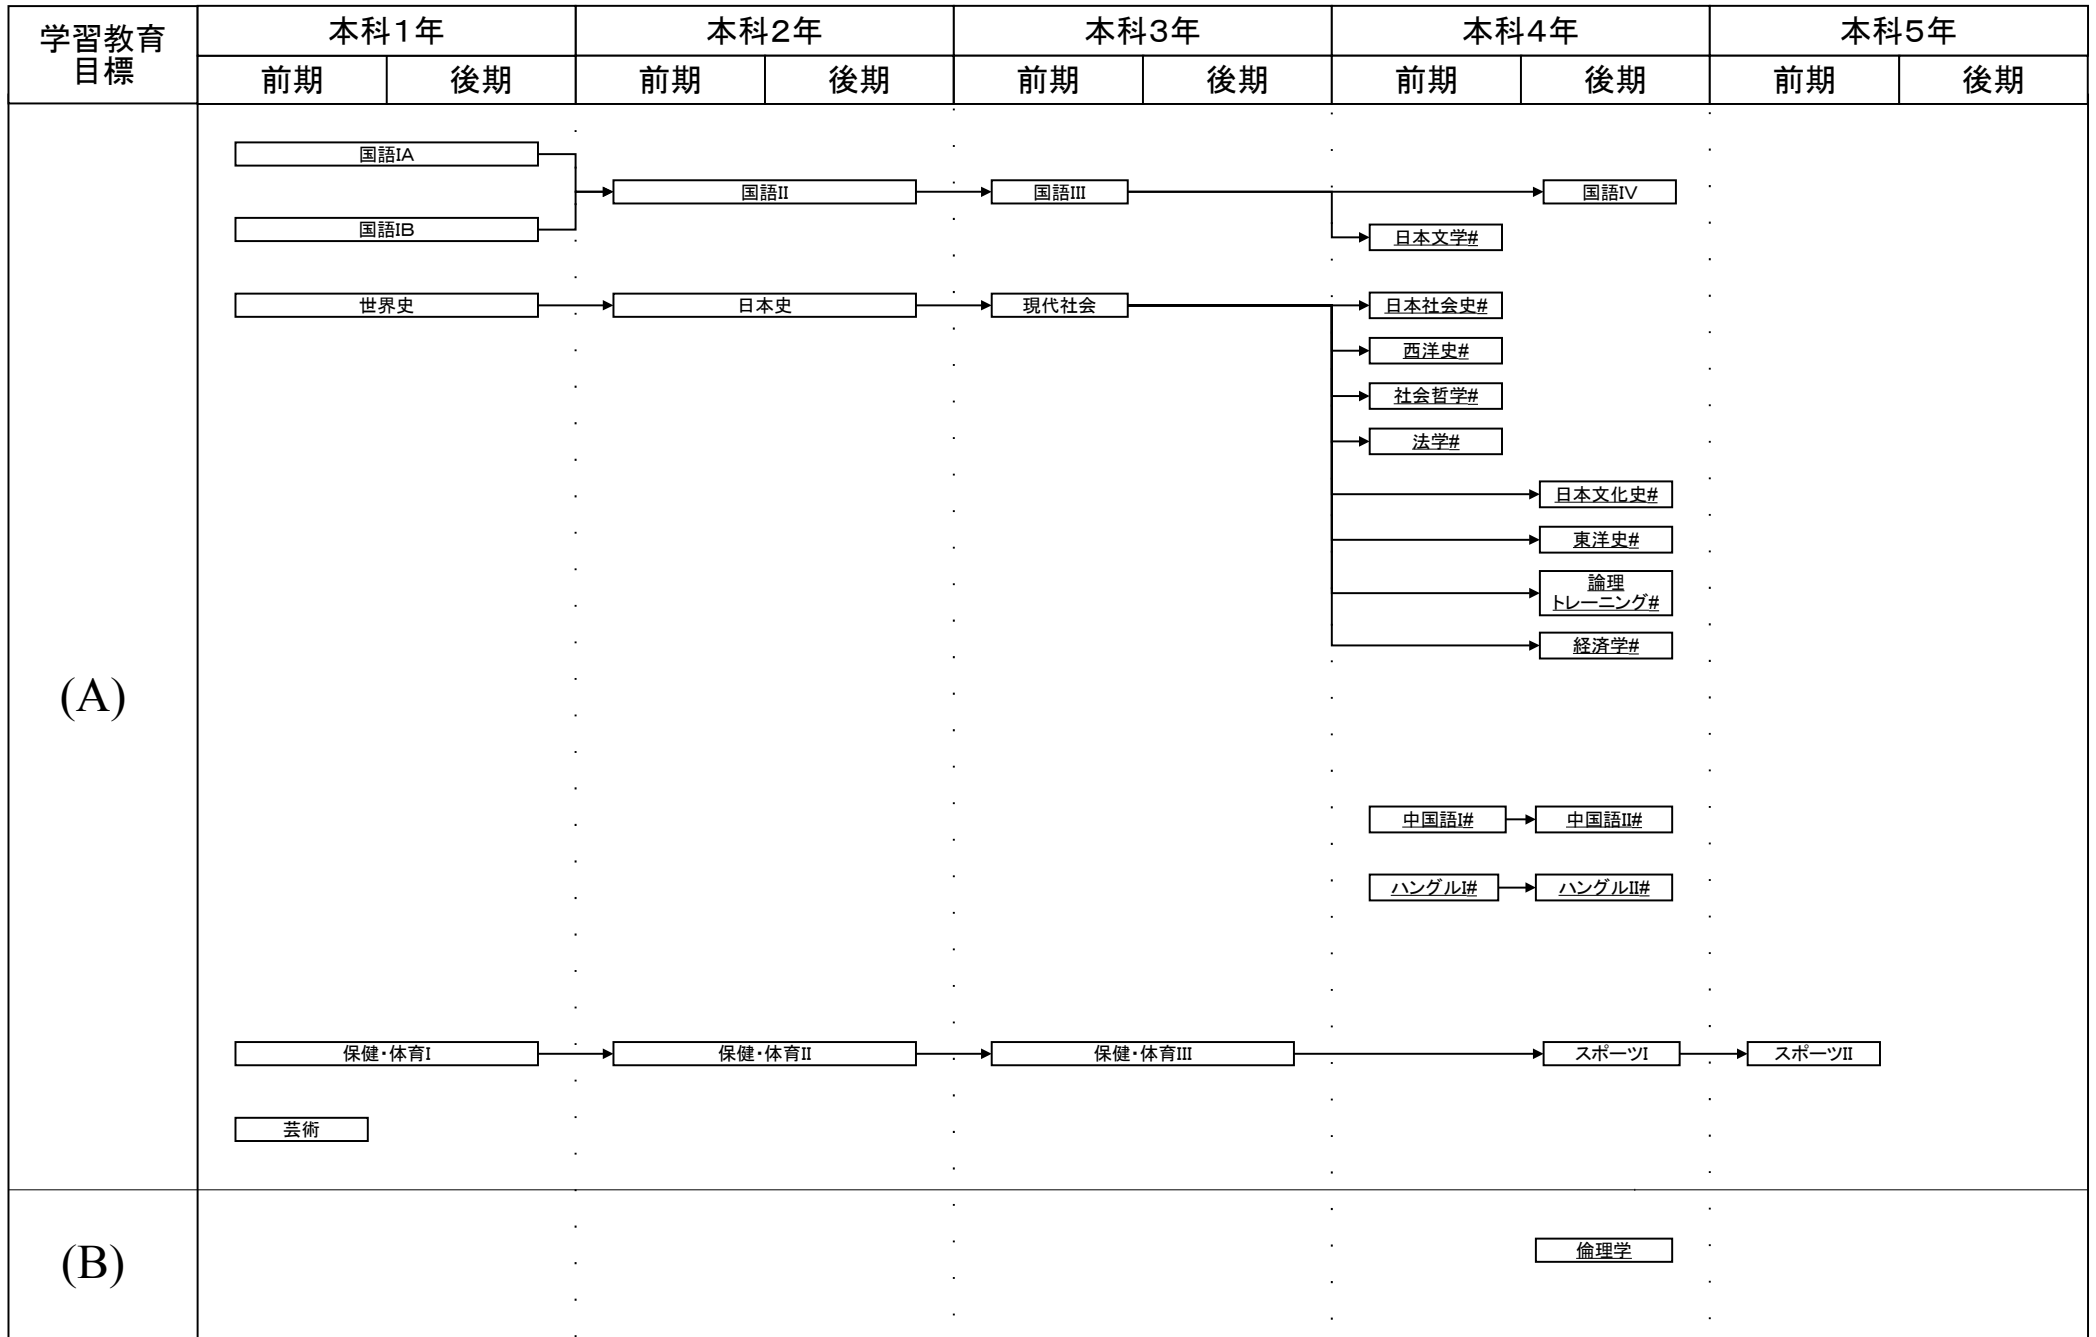 学習教育
目標
本科1年
本科2年
本科3年
本科4年
本科5年
前期
後期
前期
後期
前期
後期
前期
後期
前期
後期
(A)
国語IA
国語II
国語III
国語IV
国語IB
日本文学#
世界史
日本史
現代社会
日本社会史#
西洋史#
社会哲学#
法学#
日本文化史#
東洋史#
論理
トレーニング#
経済学#
中国語I#
中国語II#
ハングルI#
ハングルII#
保健・体育I
保健・体育II
保健・体育III
スポーツI
スポーツII
芸術
(B)
倫理学